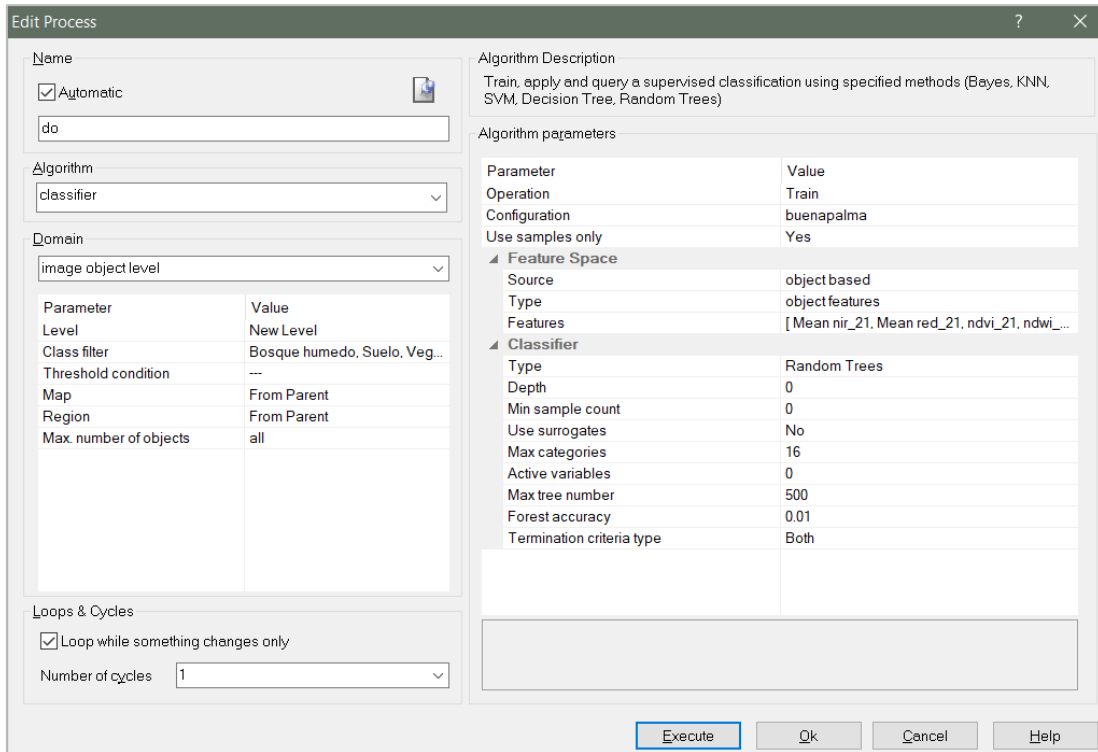 Edit Process
?
Name
Automatic
do
Algorithm
classifier
Domain
image object level
Parameter Value
Level New Level
Class filter Bosque humedo, Suelo, Veg...
Threshold condition ---
Map From Parent
Region From Parent
Max. number of objects all
Loops & Cycles
Loop while something changes only
Number of cycles 1
Algorithm Description
Train, apply and query a supervised classification using specified methods (Bayes, KNN,
SVM, Decision Tree, Random Trees)
Algorithm parameters
Parameter Value
Operation Train
Configuration buenapalma
Use samples only Yes
Feature Space
Source object based
Type object features
Features [ Mean nir_21, Mean red_21, ndvi_21, ndwi_...
Classifier
Type Random Trees
Depth 0
Min sample count 0
Use surrogates No
Max categories 16
Active variables 0
Max tree number 500
Forest accuracy 0.01
Termination criteria type Both
Execute Ok Cancel Help